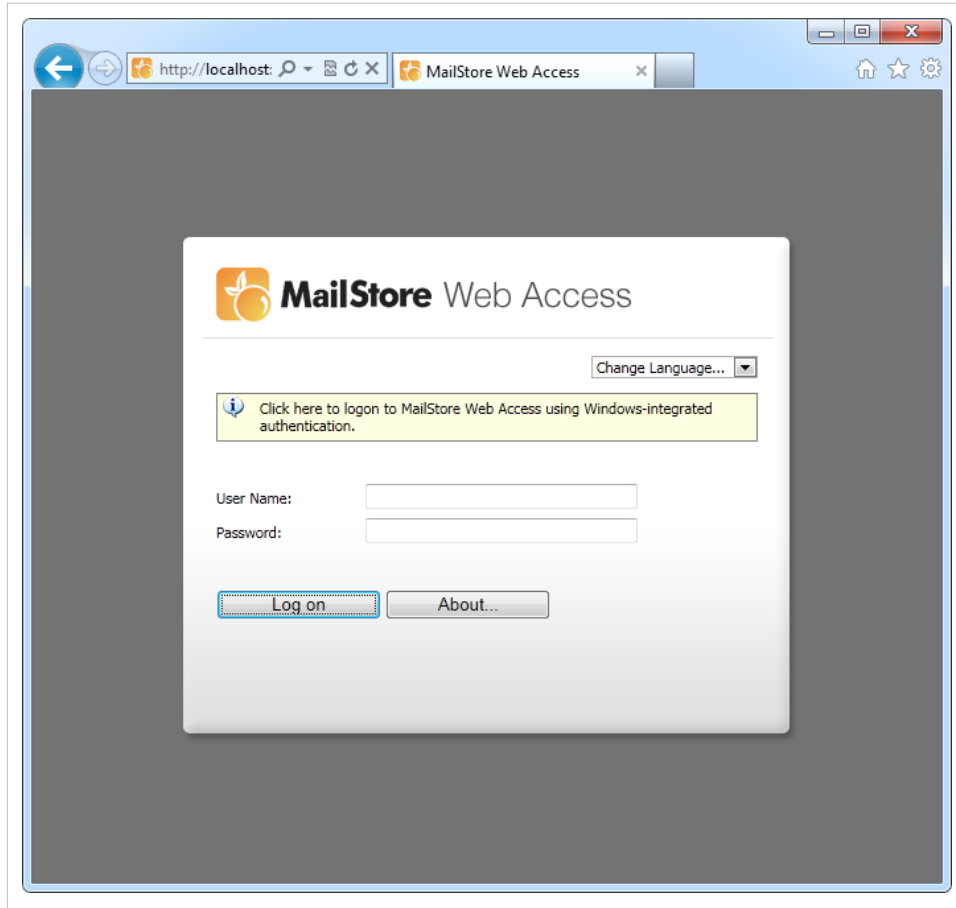 http://localhost:
MailStore Web Access
MailStore Web Access
Change Language...
Click here to logon to MailStore Web Access using Windows-integrated
authentication.
User Name:
Password:
Log on
About...